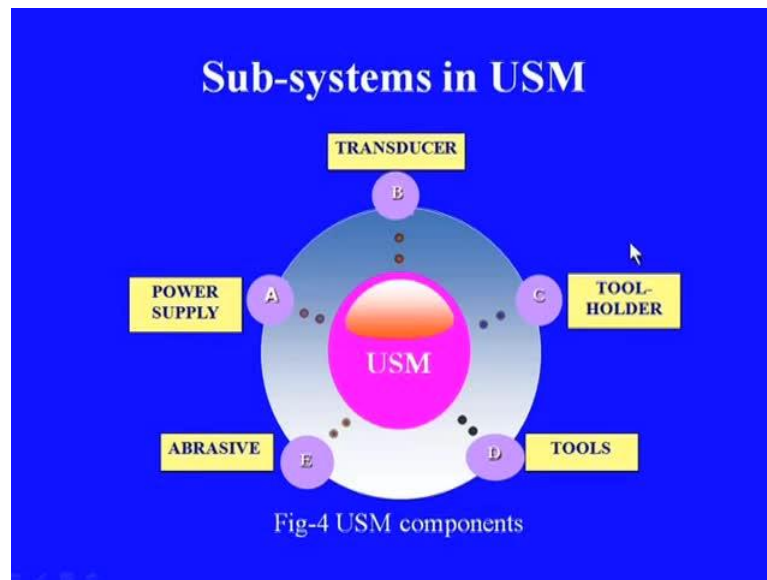 Sub-systems in USM
TRANSDUCER
B
POWER
SUPPLY
A
C
TOOL-
HOLDER
USM
ABRASIVE
E
D
TOOLS
Fig-4 USM components